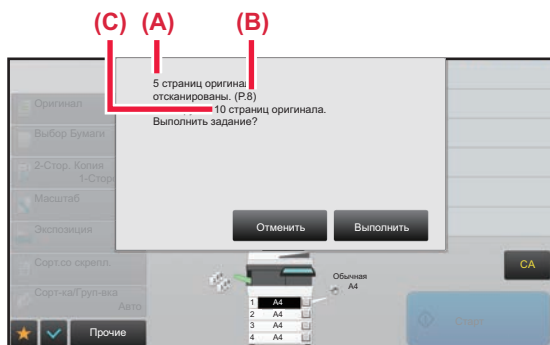 (C) (A) (B)
5 страниц оригинал
отсканированы. (P.8)
10 страниц оригинала.
Выполнить задание?
Отменить
Выполнить
Оригинал
Выбор Бумаги
2-Стор. Копия
1-Стор
Масштаб
Экспозиция
Сорт.со скрепл.
Сорт-ка/Груп-вка
Авто
Прочие
Обычная
A4
1 A4
2 A4
3 A4
4 A4
CA